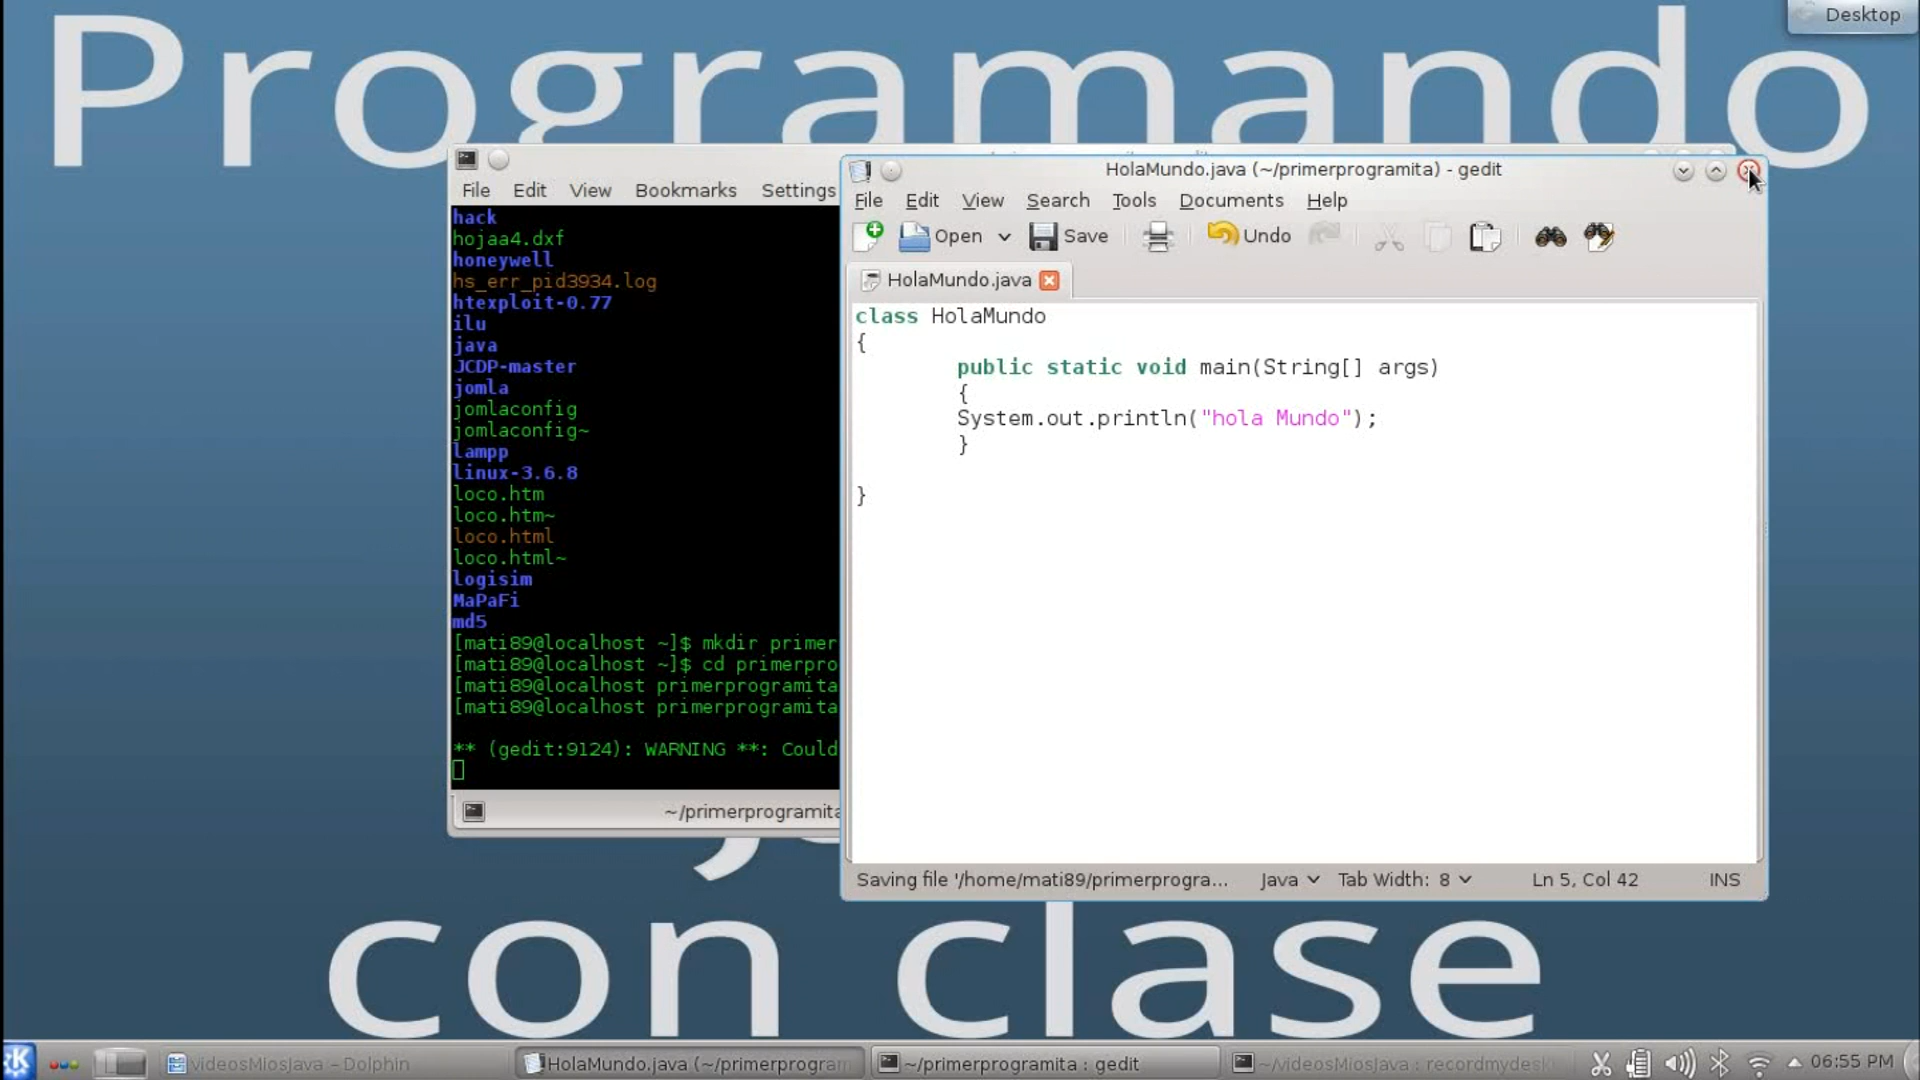 Programando
Desktop
File Edit View Bookmarks Settings
hack
hojaa4.dxf
honeywell
hs_err_pid3934.log
htexploit-0.77
ilu
java
JCDP-master
jomla
jomlaconfig
jomlaconfig~
lampp
linux-3.6.8
loco.htm
loco.htm~
loco.html
loco.html~
logisim
MaPaFi
md5
[mati89@localhost ~]$ mkdir primer
[mati89@localhost ~]$ cd primerpro
[mati89@localhost primerprogramita
[mati89@localhost primerprogramita
** (gedit:9124): WARNING **: Could
~/primerprogramita
HolaMundo.java (~/primerprogramita) - gedit
File Edit View Search Tools Documents Help
Open Save Undo
HolaMundo.java
class HolaMundo
{
public static void main(String[] args)
{
System.out.println("hola Mundo");
}
}
Saving file '/home/mati89/primerprogra... Java Tab Width: 8 Ln 5, Col 42 INS
con clase
videosMiosJava - Dolphin
HolaMundo.java (~/primerprogram
~/primerprogramita : gedit
~/videosMiosJava : recordmydesk
06:55 PM